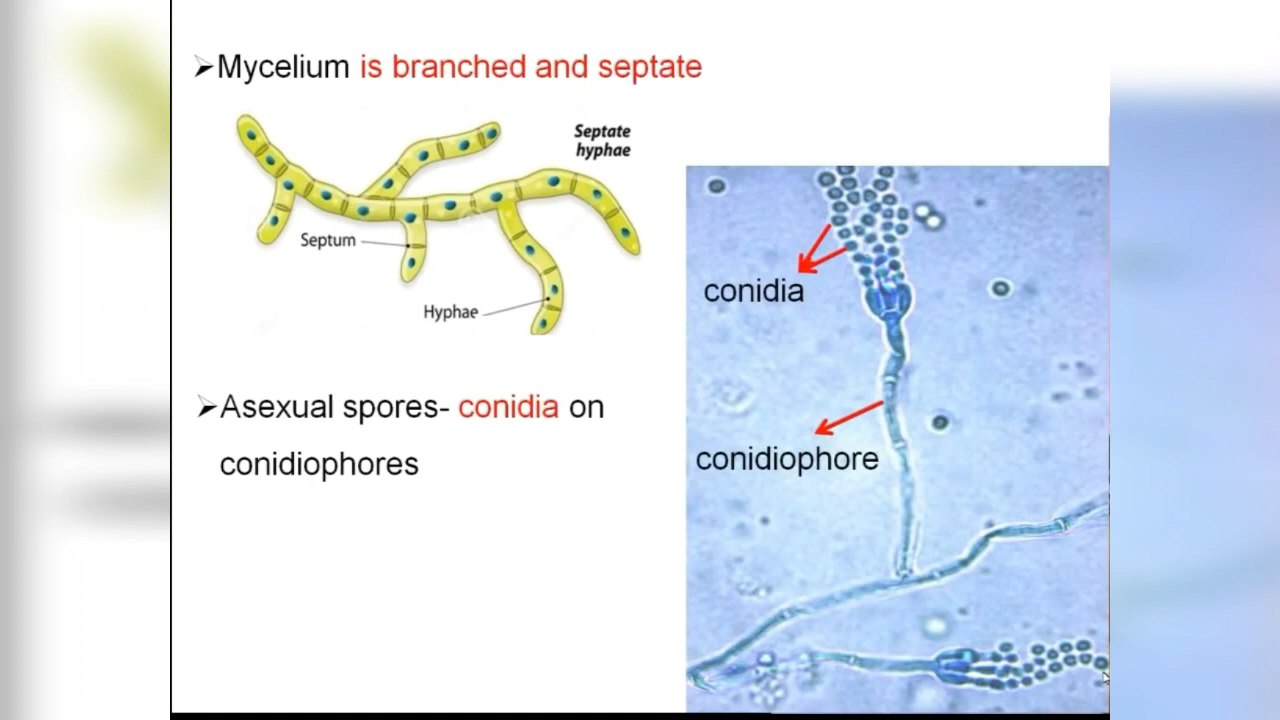 ➢Mycelium is branched and septate
Septate
hyphae
Septum
Hyphae
conidia
conidiophore
➢Asexual spores- conidia on
conidiophores